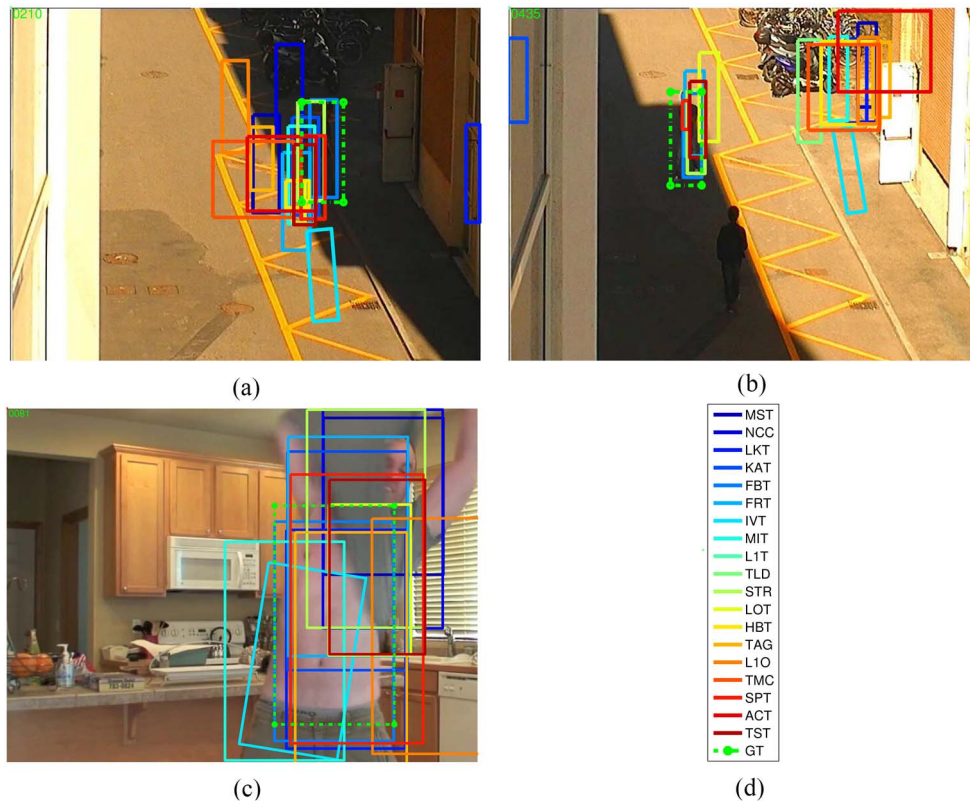 0210
0435
(a)
(b)
0081
MST
NCC
LKT
KAT
FBT
FRT
IVT
MIT
L1T
TLD
STR
LOT
HBT
TAG
L1O
TMC
SPT
ACT
TST
GT
(c)
(d)